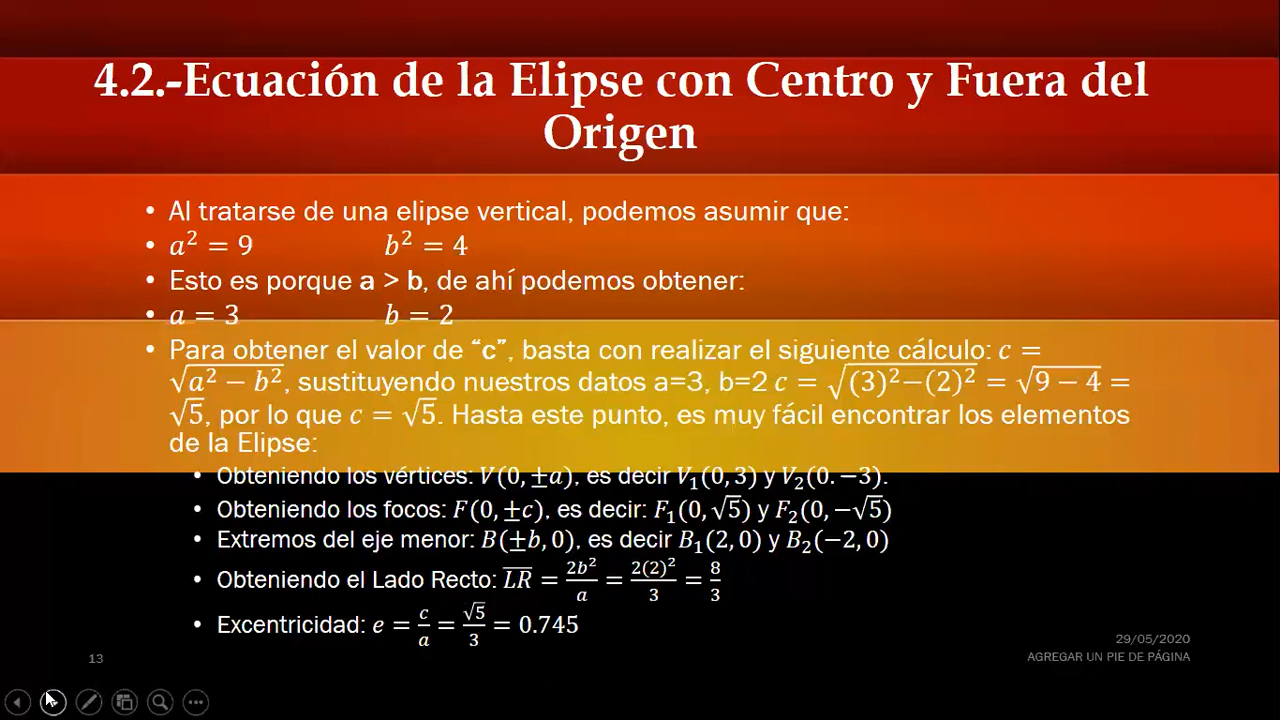 4.2.-Ecuación de la Elipse con Centro y Fuera del
Origen
• Al tratarse de una elipse vertical, podemos asumir que:
• a² = 9 b² = 4
• Esto es porque a > b, de ahí podemos obtener:
• a = 3 b = 2
• Para obtener el valor de “c”, basta con realizar el siguiente cálculo: c =
√(a² − b²), sustituyendo nuestros datos a=3, b=2 c = √((3)²−(2)²) = √(9 − 4) =
√5, por lo que c = √5. Hasta este punto, es muy fácil encontrar los elementos
de la Elipse:
• Obteniendo los vértices: V(0, ±a), es decir V₁(0, 3) y V₂(0. −3).
• Obteniendo los focos: F(0, ±c), es decir: F₁(0, √5) y F₂(0, −√5)
• Extremos del eje menor: B(±b, 0), es decir B₁(2, 0) y B₂(−2, 0)
• Obteniendo el Lado Recto: L̅R̅ = 2b²/a = 2(2)²/3 = 8/3
• Excentricidad: e = c/a = √5/3 = 0.745
29/05/2020
13 AGREGAR UN PIE DE PÁGINA